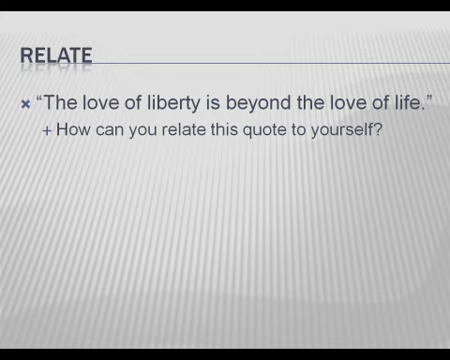 RELATE
“The love of liberty is beyond the love of life.”
+ How can you relate this quote to yourself?